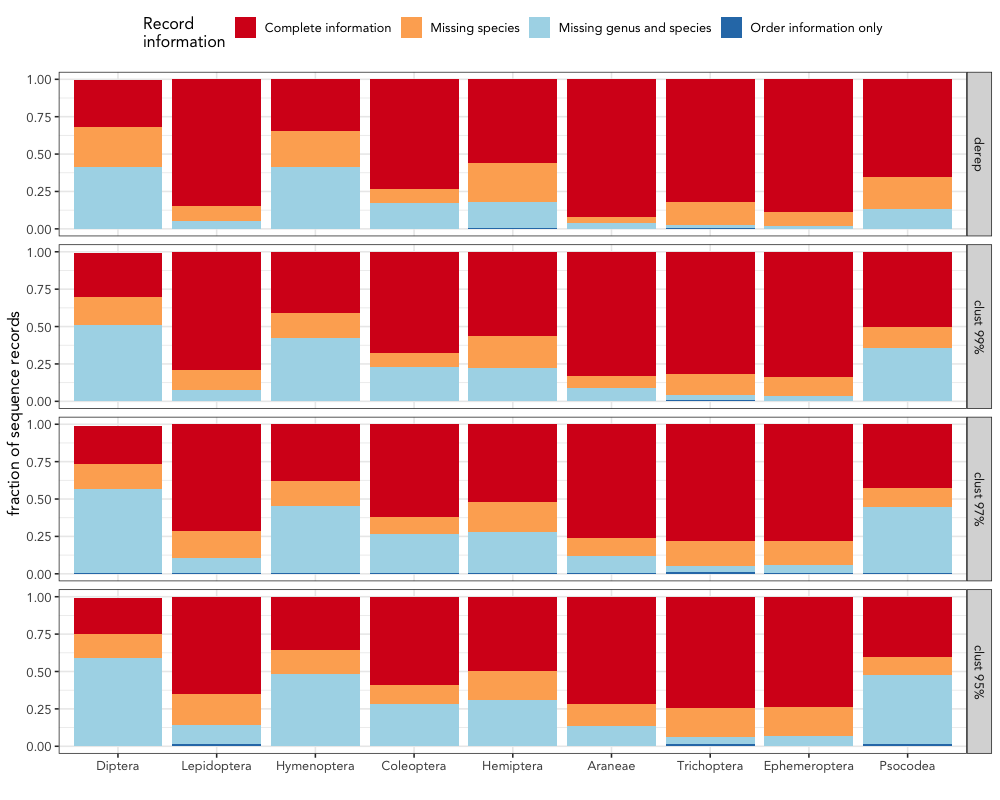 Record
information
Complete information
Missing species
Missing genus and species
Order information only
fraction of sequence records
1.00
0.75
0.50
0.25
0.00
derep
1.00
0.75
0.50
0.25
0.00
clust 99%
1.00
0.75
0.50
0.25
0.00
clust 97%
1.00
0.75
0.50
0.25
0.00
clust 95%
Diptera
Lepidoptera
Hymenoptera
Coleoptera
Hemiptera
Araneae
Trichoptera
Ephemeroptera
Psocodea